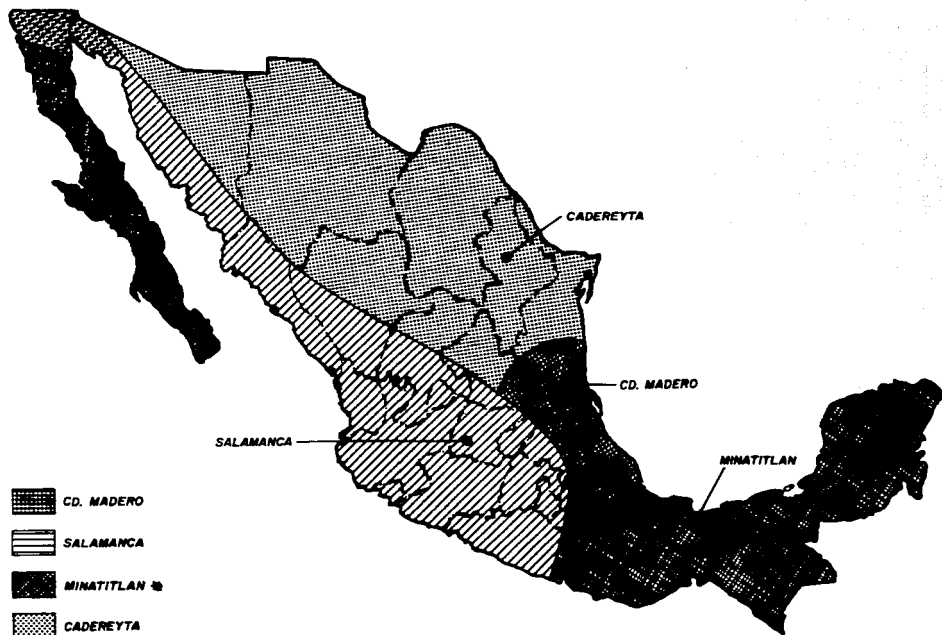 CADEREYTA
CD. MADERO
SALAMANCA
MINATITLAN
CD. MADERO
SALAMANCA
MINATITLAN *
CADEREYTA